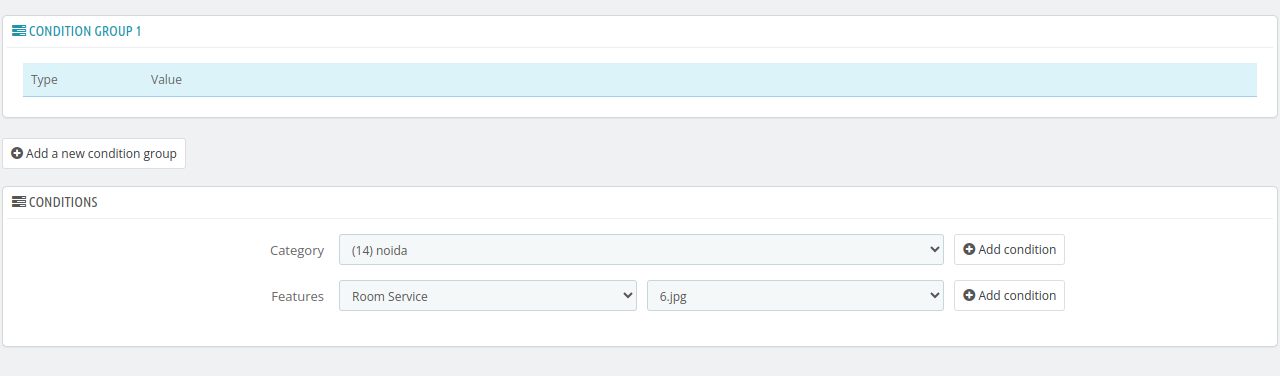 CONDITION GROUP 1
Type Value
Add a new condition group
CONDITIONS
Category (14) noida Add condition
Features Room Service 6.jpg Add condition